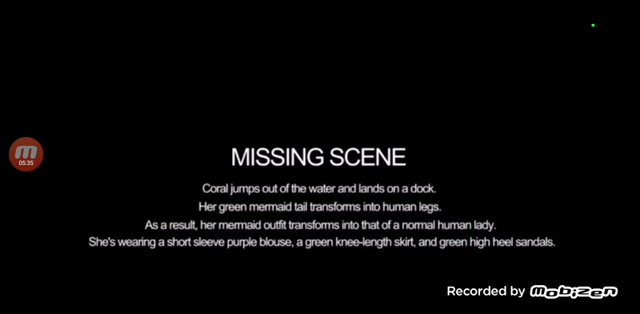 MISSING SCENE
Coral jumps out of the water and lands on a dock.
Her green mermaid tail transforms into human legs.
As a result, her mermaid outfit transforms into that of a normal human lady.
She's wearing a short sleeve purple blouse, a green knee-length skirt, and green high heel sandals.
05:35
Recorded by mobizen